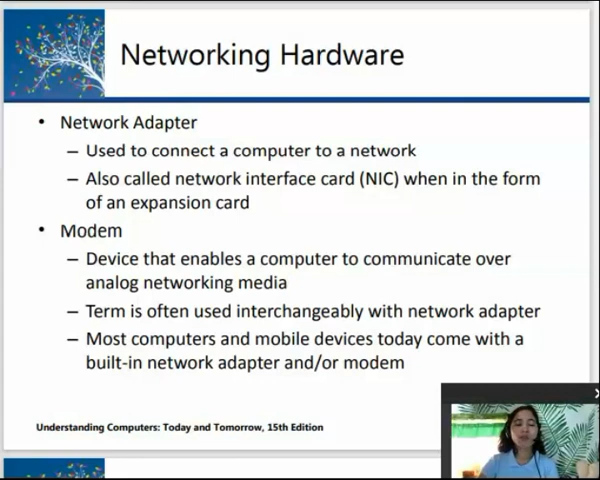 Networking Hardware
• Network Adapter
– Used to connect a computer to a network
– Also called network interface card (NIC) when in the form
of an expansion card
• Modem
– Device that enables a computer to communicate over
analog networking media
– Term is often used interchangeably with network adapter
– Most computers and mobile devices today come with a
built-in network adapter and/or modem
Understanding Computers: Today and Tomorrow, 15th Edition